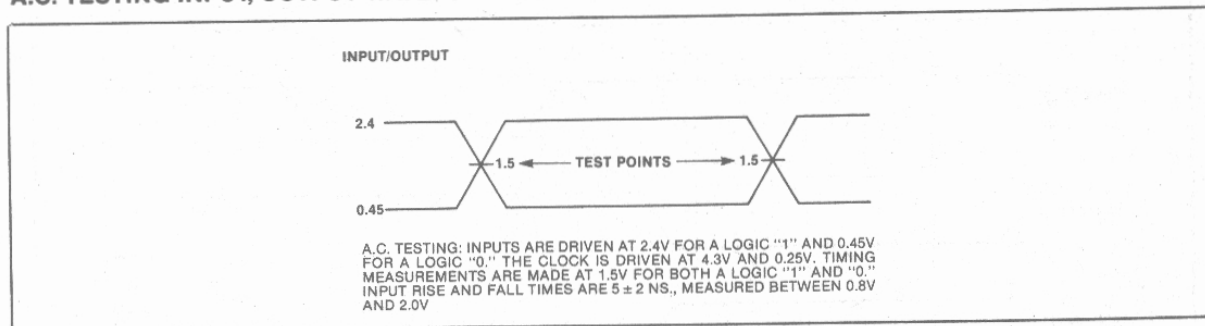 INPUT/OUTPUT
2.4
1.5 TEST POINTS 1.5
0.45
A.C. TESTING: INPUTS ARE DRIVEN AT 2.4V FOR A LOGIC "1" AND 0.45V
FOR A LOGIC "0." THE CLOCK IS DRIVEN AT 4.3V AND 0.25V. TIMING
MEASUREMENTS ARE MADE AT 1.5V FOR BOTH A LOGIC "1" AND "0."
INPUT RISE AND FALL TIMES ARE 5 ± 2 NS., MEASURED BETWEEN 0.8V
AND 2.0V